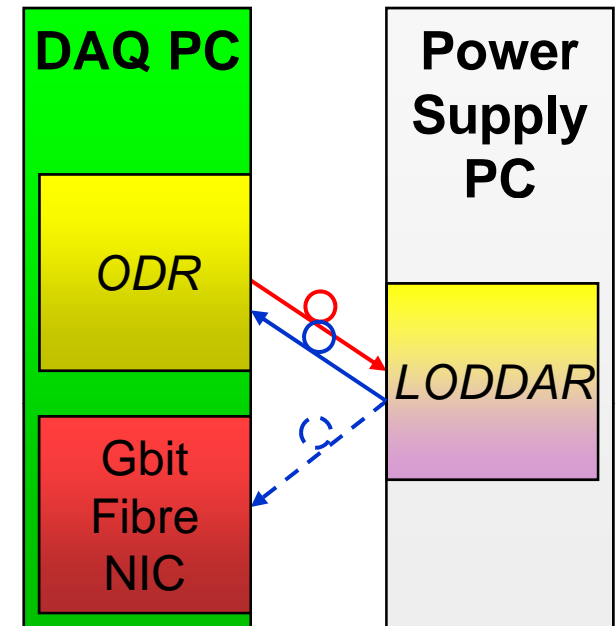 DAQ PC
ODR
Gbit
Fibre
NIC
Power
Supply
PC
LODDAR